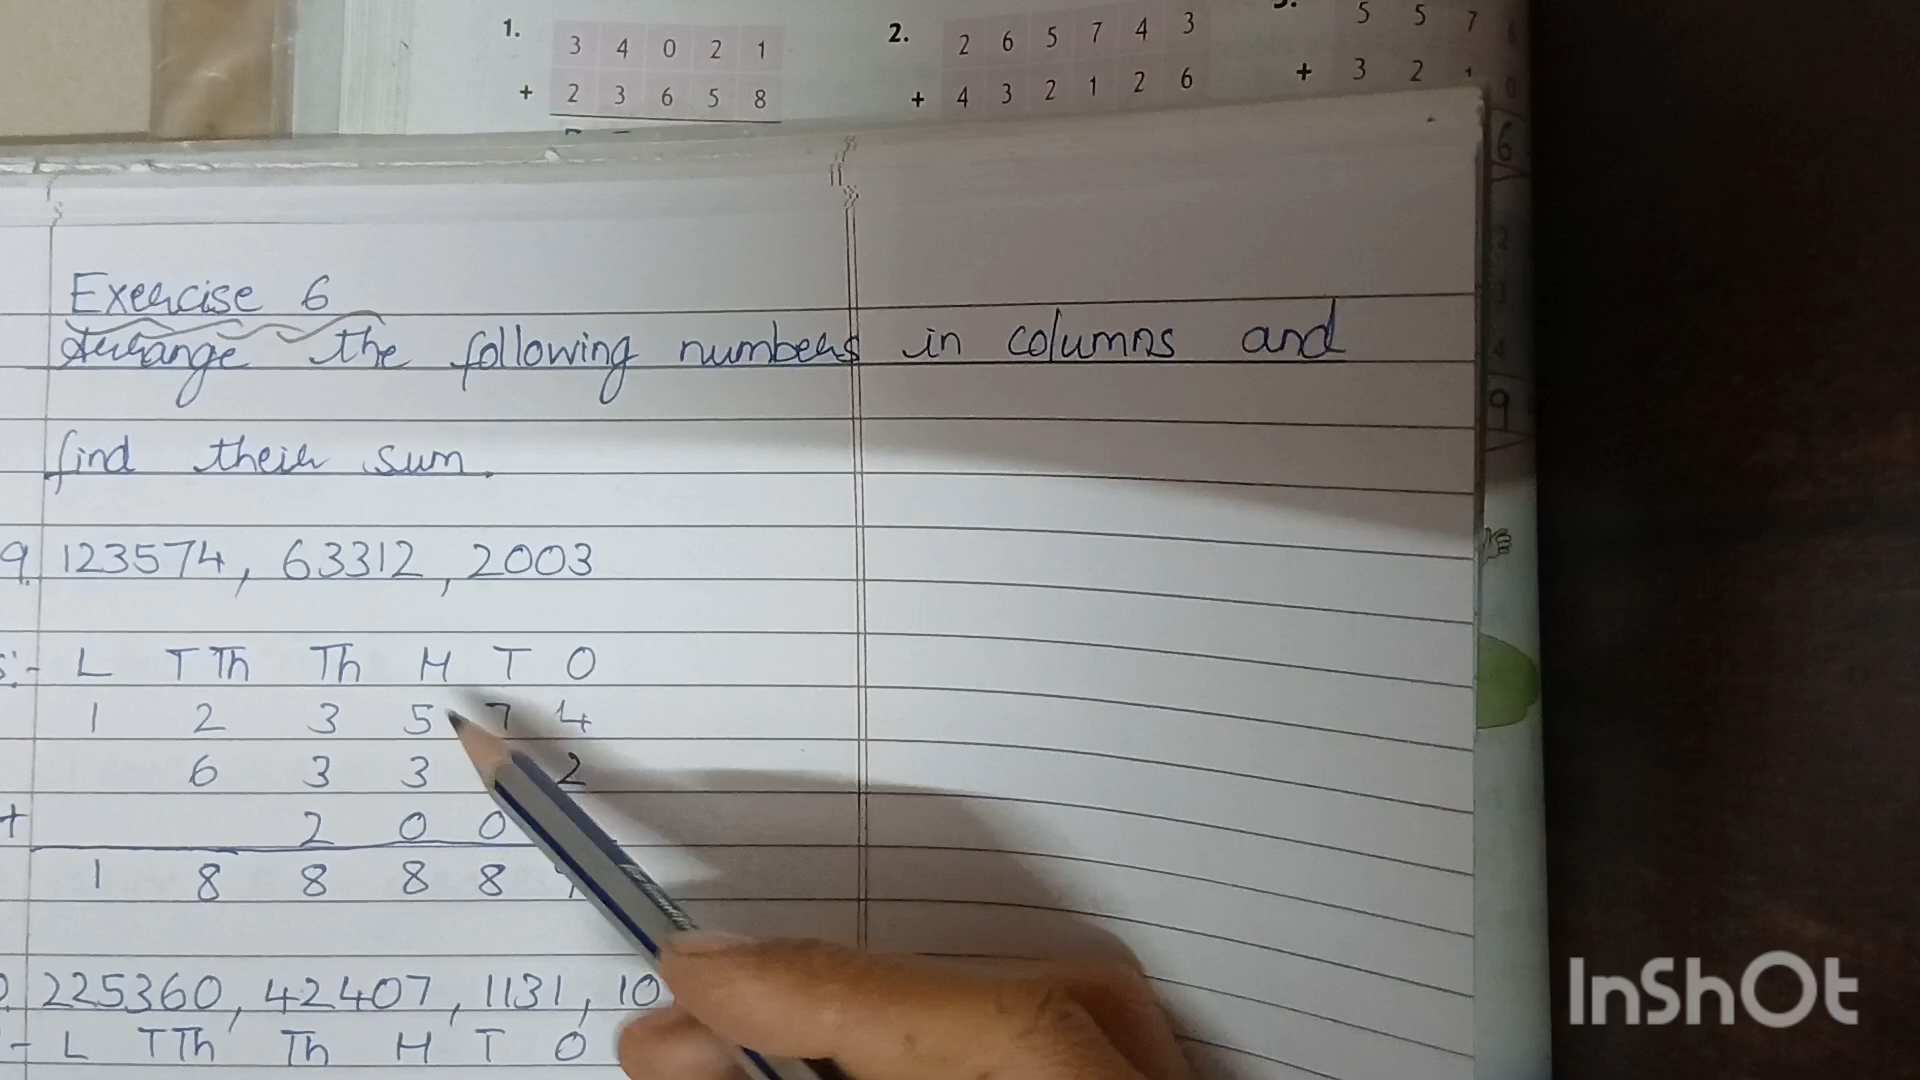 1. 3 4 0 2 1
+ 2 3 6 5 8
2. 2 6 5 7 4 3
+ 4 3 2 1 2 6
5 5 7
+ 3 2
Exercise 6
Arrange the following numbers in columns and
find their sum.
9. 123574, 63312, 2003
s:- L T Th Th H T O
1 2 3 5 7 4
6 3 3 2
+ 2 0 0
1 8 8 8 8
225360, 42407, 1131, 10
:- L T Th Th H T O
InShOt